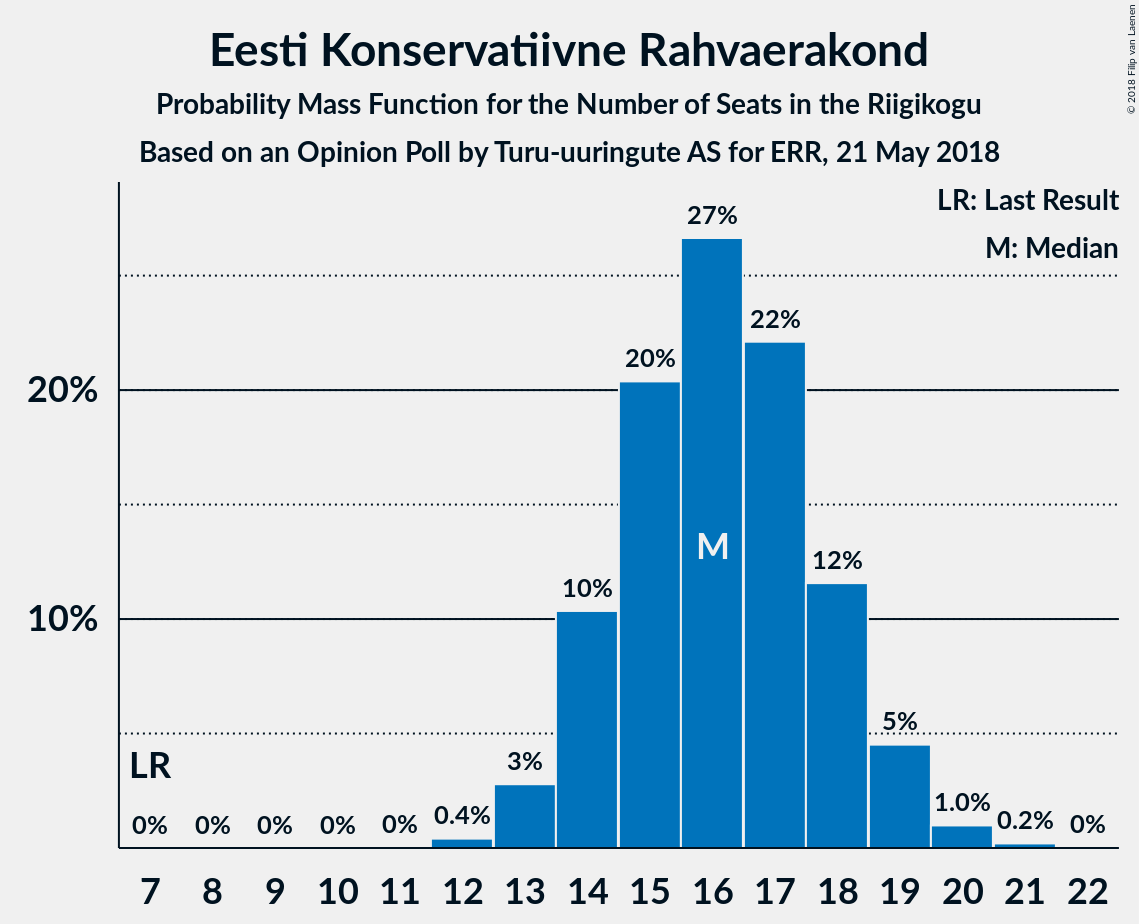 Eesti Konservatiivne Rahvaerakond
Probability Mass Function for the Number of Seats in the Riigikogu
Based on an Opinion Poll by Turu-uuringute AS for ERR, 21 May 2018
© 2018 Filip van Laenen
LR: Last Result
M: Median
27%
22%
20%
20%
M
12%
10%
10%
5%
LR
3%
0% 0% 0% 0% 0% 0.4% 1.0% 0.2% 0%
7 8 9 10 11 12 13 14 15 16 17 18 19 20 21 22